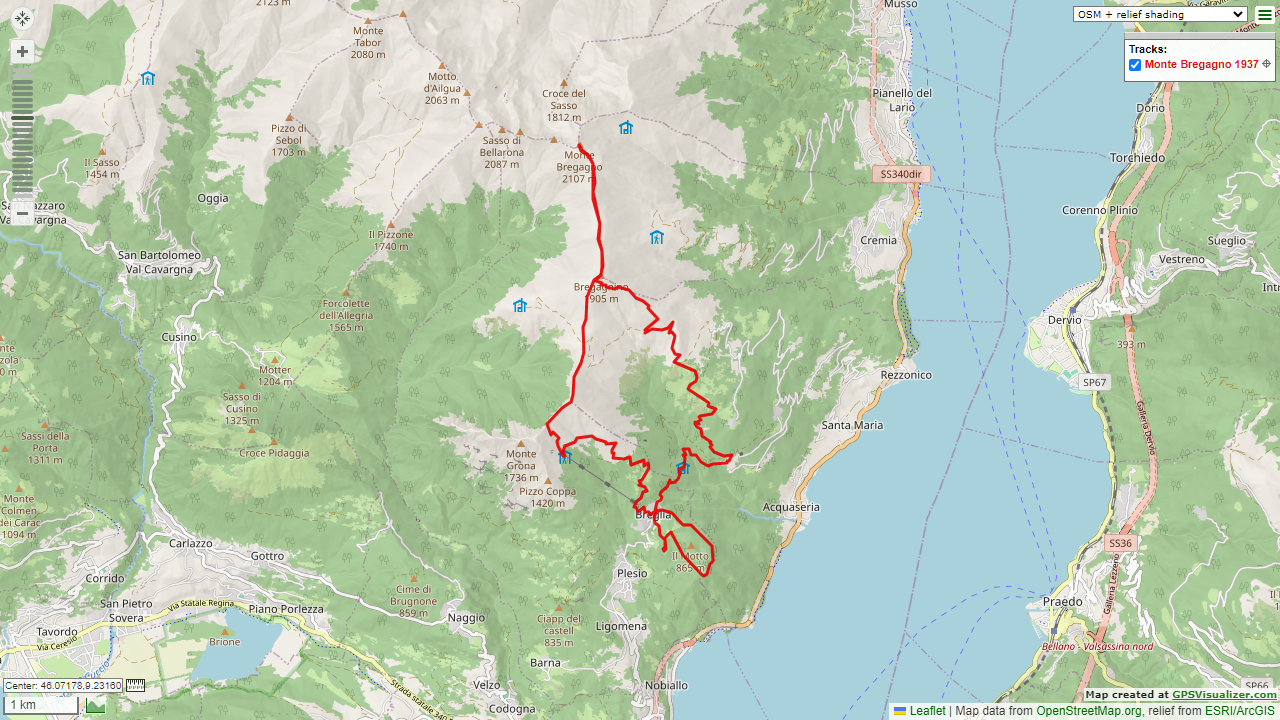 2123 m
Monte
Tabor
2080 m
Musso
OSM + relief shading
Tracks:
Monte Bregagno 1937
Motto
d'Ailgua
2063 m
Croce del
Sasso
1812 m
Pianello del
Lario
Dorio
Pizzo di
Sebol
1703 m
Sasso di
Bellarona
2087 m
Monte
Bregagno
2107 m
Il Sasso
1454 m
Torchiedo
SS340dir
Oggia
Corenno Plinio
Il Pizzone
1740 m
Cremia
Sueglio
San Bartolomeo
Val Cavargna
Vestreno
Bregagnino
1905 m
Forcolette
dell'Allegria
1565 m
Dervio
Cusino
393 m
Motter
1204 m
Rezzonico
SP67
Sasso di
Cusino
1325 m
Galleria Dervio
Santa Maria
Sassi della
Porta
1311 m
Croce Pidaggia
Monte
Grona
1736 m
Pizzo Coppa
1420 m
Monte
Colmen
dei Carac
1094 m
Acquaseria
Breglia
Carlazzo
Gottro
SS36
Il Motto
865 m
Plesio
Corrido
Galleria Lezzeno
Cime di
Brugnone
859 m
San Pietro
Sovera
Via Statale Regina
Piano Porlezza
Praedo
Naggio
Ciapp del
castell
835 m
Ligomena
Tavordo
Brione
Bellano - Valsassina nord
Barna
Velzo
Nobiallo
SP66
Center: 46.07178,9.23160
Codogna
1 km
Map created at GPSVisualizer.com
Leaflet | Map data from OpenStreetMap.org, relief from ESRI/ArcGIS